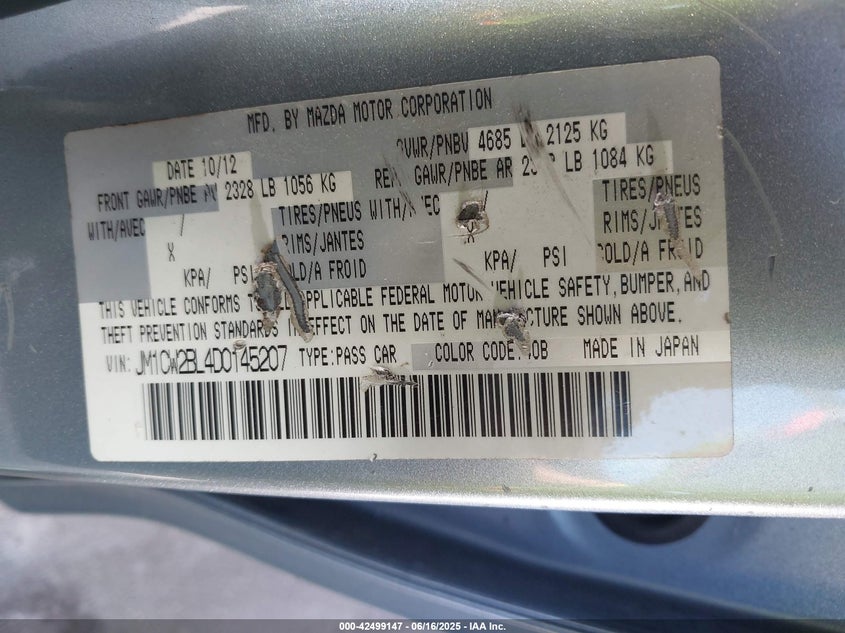 MFD. BY MAZDA MOTOR CORPORATION
DATE 10/12 GVWR/PNBV 4685 2125 KG
FRONT GAWR/PNBE 2328 LB 1056 KG GAWR/PNBE AR LB 1084 KG
WITH/AVEC / TIRES/PNEUS WITH/AVEC TIRES/PNEUS
X RIMS/JANTES RIMS/JANTES
KPA/ PSI COLD/A FROID KPA/ PSI COLD/A FROID
THIS VEHICLE CONFORMS TO ALL APPLICABLE FEDERAL MOTOR VEHICLE SAFETY, BUMPER, AND
THEFT PREVENTION STANDARDS IN EFFECT ON THE DATE OF MANUFACTURE SHOWN ABOVE.
VIN: JM1CW2BL4D0145207 TYPE:PASS CAR COLOR CODE: MADE IN JAPAN
000-42499147 - 06/16/2025 - IAA Inc.